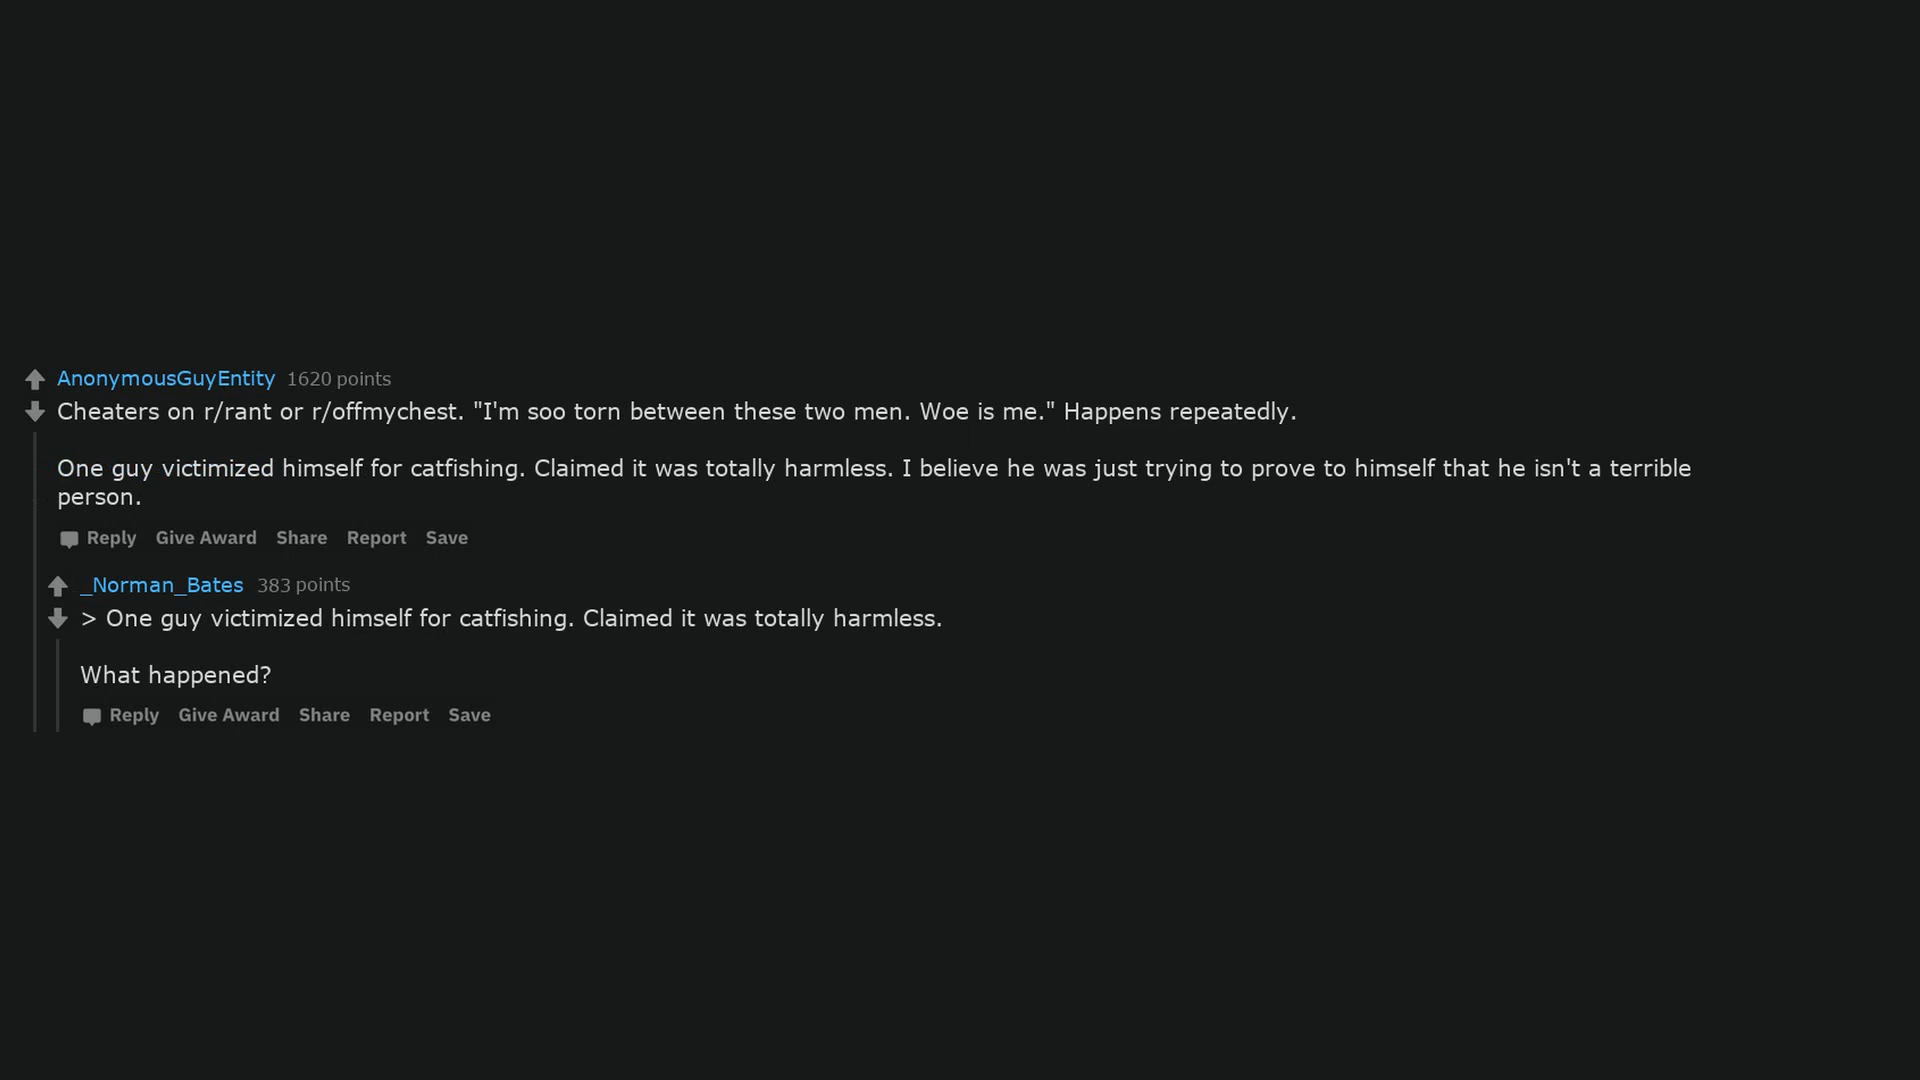 AnonymousGuyEntity 1620 points
Cheaters on r/rant or r/offmychest. "I'm soo torn between these two men. Woe is me." Happens repeatedly.
One guy victimized himself for catfishing. Claimed it was totally harmless. I believe he was just trying to prove to himself that he isn't a terrible
person.
Reply Give Award Share Report Save
_Norman_Bates 383 points
> One guy victimized himself for catfishing. Claimed it was totally harmless.
What happened?
Reply Give Award Share Report Save